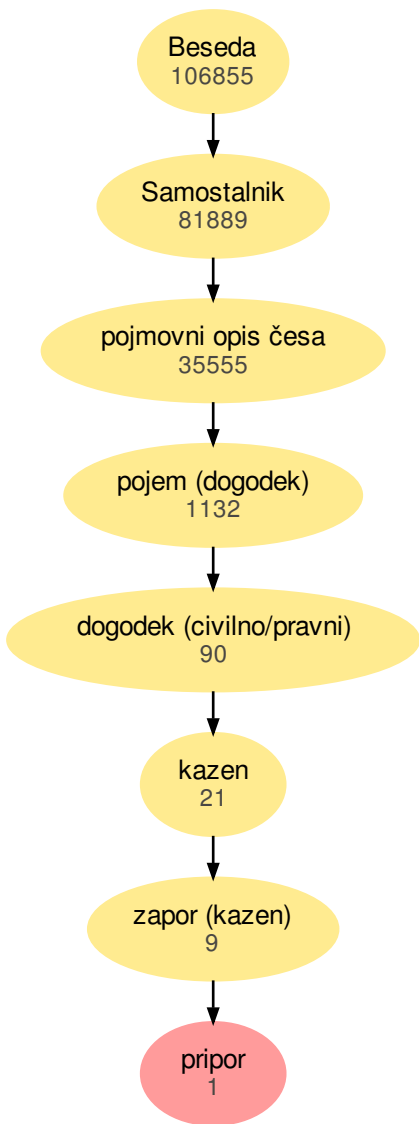 Beseda
106855
Samostalnik
81889
pojmovni opis česa
35555
pojem (dogodek)
1132
dogodek (civilno/pravni)
90
kazen
21
zapor (kazen)
9
pripor
1